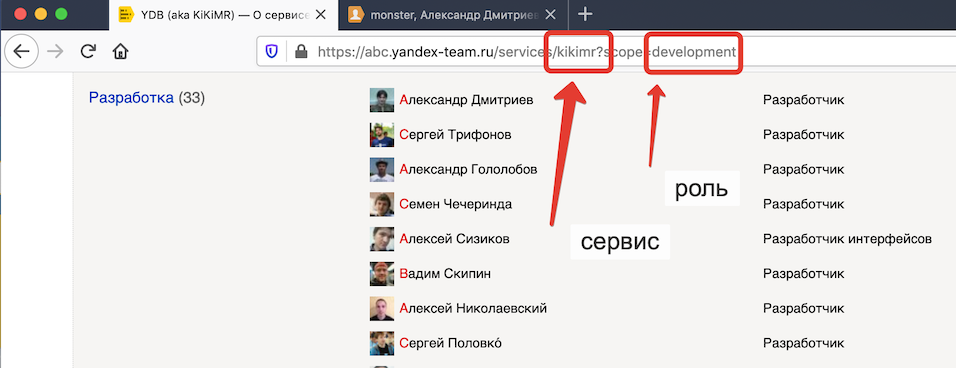 YDB (aka KiKiMR) — О сервисе
monster, Александр Дмитриев
https://abc.yandex-team.ru/services/kikimr?scope=development
Разработка (33)
Александр Дмитриев Разработчик
Сергей Трифонов Разработчик
Александр Гололобов Разработчик
роль
Семен Чечеринда Разработчик
сервис
Алексей Сизиков Разработчик интерфейсов
Вадим Скипин Разработчик
Алексей Николаевский Разработчик
Сергей Половко́ Разработчик